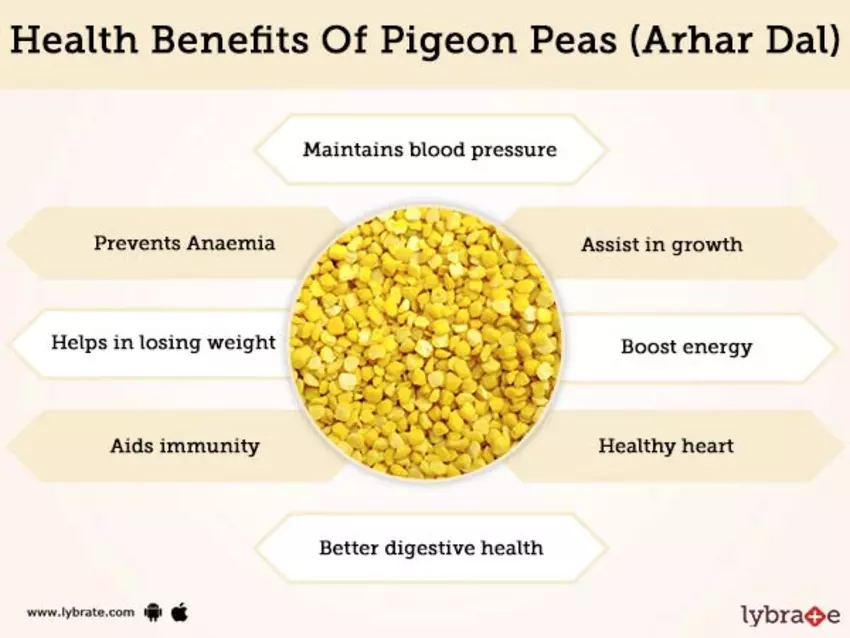 Health Benefits Of Pigeon Peas (Arhar Dal)
Maintains blood pressure
Prevents Anaemia
Assist in growth
Helps in losing weight
Boost energy
Aids immunity
Healthy heart
Better digestive health
www.lybrate.com
lybrate